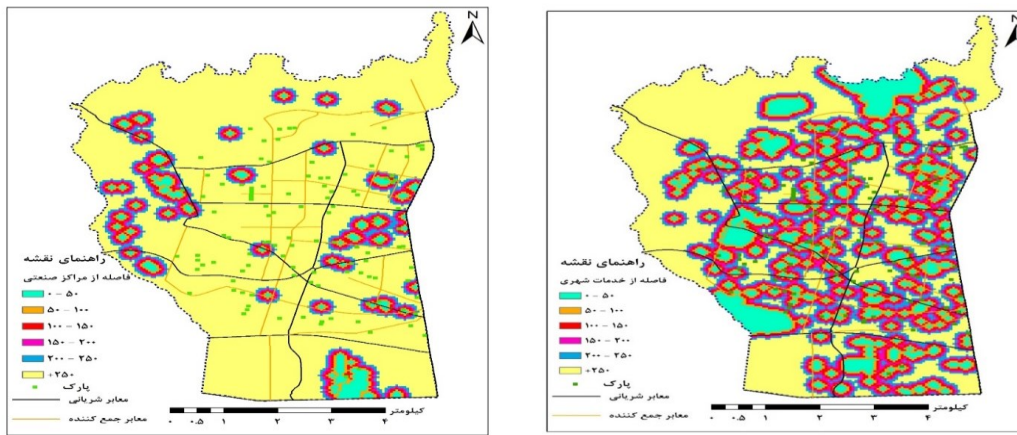 N
راهنمای نقشه
فاصله از مراکز صنعتی
۰ - ۵۰
۵۰ - ۱۰۰
۱۰۰ - ۱۵۰
۱۵۰ - ۲۰۰
۲۰۰ - ۲۵۰
+۲۵۰
پارک
معابر شریانی
معابر جمع کننده
کیلومتر
۰ ۰.۵ ۱ ۲ ۳ ۴
N
راهنمای نقشه
فاصله از خدمات شهری
۰ - ۵۰
۵۰ - ۱۰۰
۱۰۰ - ۱۵۰
۱۵۰ - ۲۰۰
۲۰۰ - ۲۵۰
+۲۵۰
پارک
معابر شریانی
معابر جمع کننده
کیلومتر
۰ ۰.۵ ۱ ۲ ۳ ۴